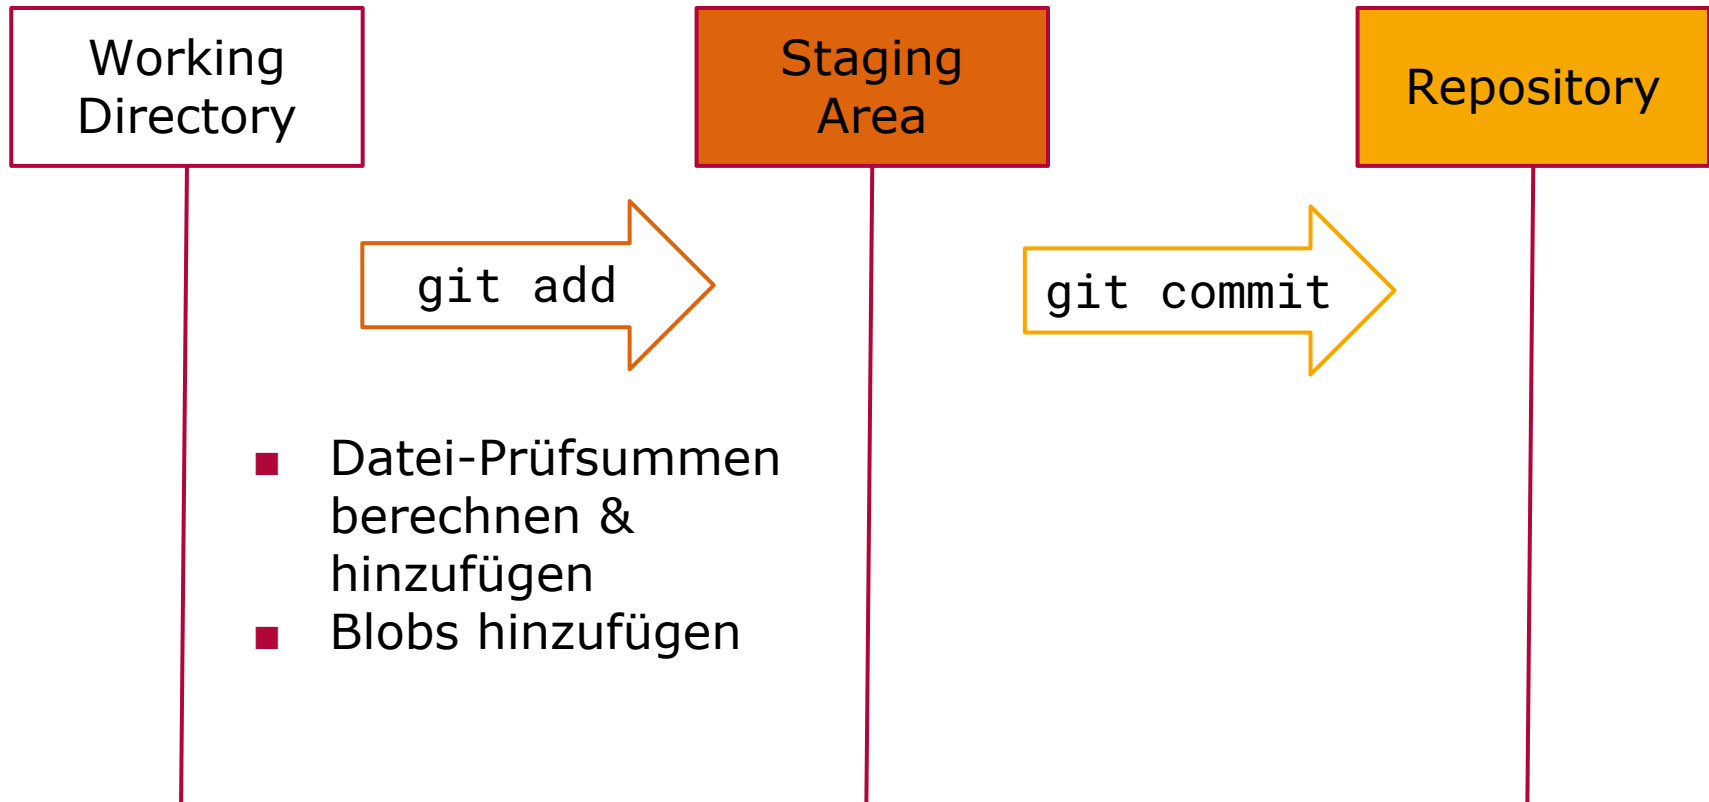 Working
Directory
Staging
Area
Repository
git add
git commit
Datei-Prüfsummen
berechnen &
hinzufügen
Blobs hinzufügen